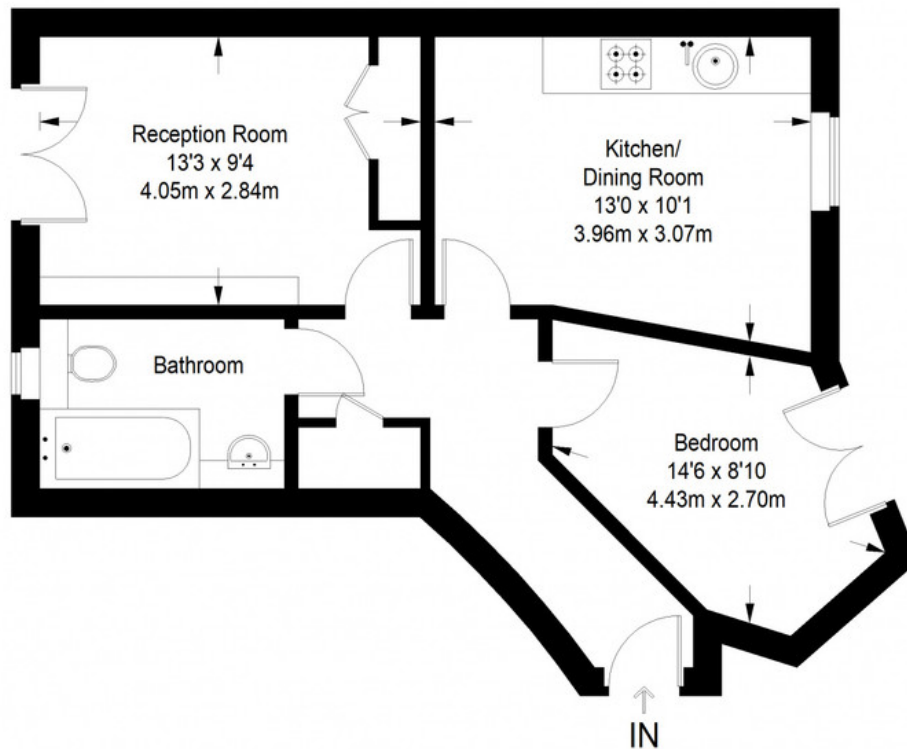 Reception Room
13'3 x 9'4
4.05m x 2.84m
Kitchen/
Dining Room
13'0 x 10'1
3.96m x 3.07m
Bathroom
Bedroom
14'6 x 8'10
4.43m x 2.70m
IN